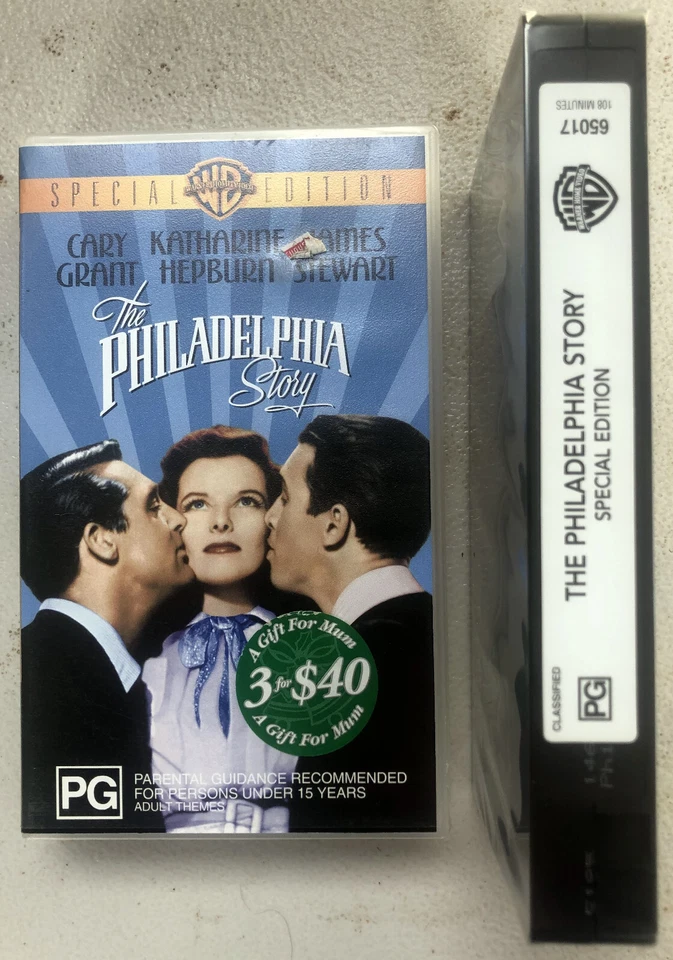 SPECIAL EDITION
WB
CARY KATHARINE JAMES
GRANT HEPBURN STEWART
The
PHILADELPHIA
Story
A Gift For Mum
3 for $40
A Gift For Mum
PG
PARENTAL GUIDANCE RECOMMENDED
FOR PERSONS UNDER 15 YEARS
ADULT THEMES
108 MINUTES
65017
WB
THE PHILADELPHIA STORY
SPECIAL EDITION
CLASSIFIED
PG